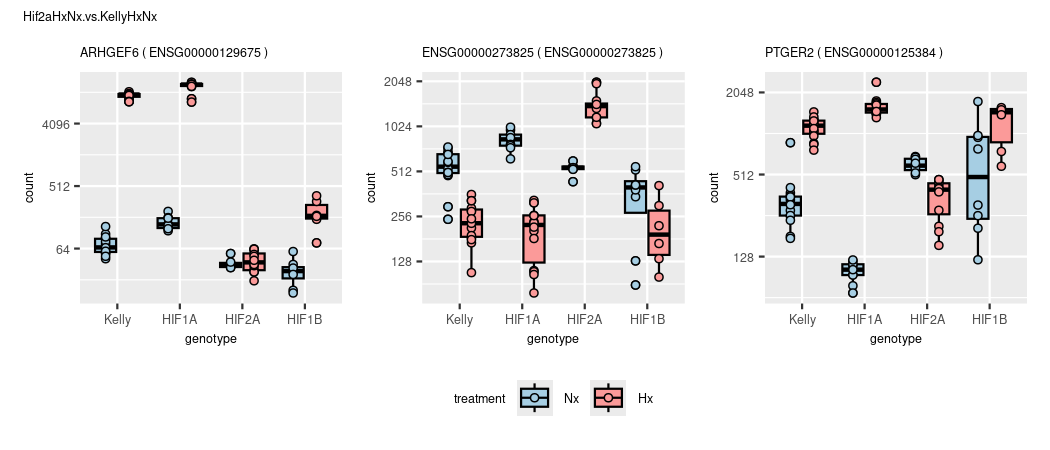 Hif2aHxNx.vs.KellyHxNx
ARHGEF6 ( ENSG00000129675 )
count
4096
512
64
Kelly HIF1A HIF2A HIF1B
genotype
ENSG00000273825 ( ENSG00000273825 )
count
2048
1024
512
256
128
Kelly HIF1A HIF2A HIF1B
genotype
PTGER2 ( ENSG00000125384 )
count
2048
512
128
Kelly HIF1A HIF2A HIF1B
genotype
treatment Nx Hx